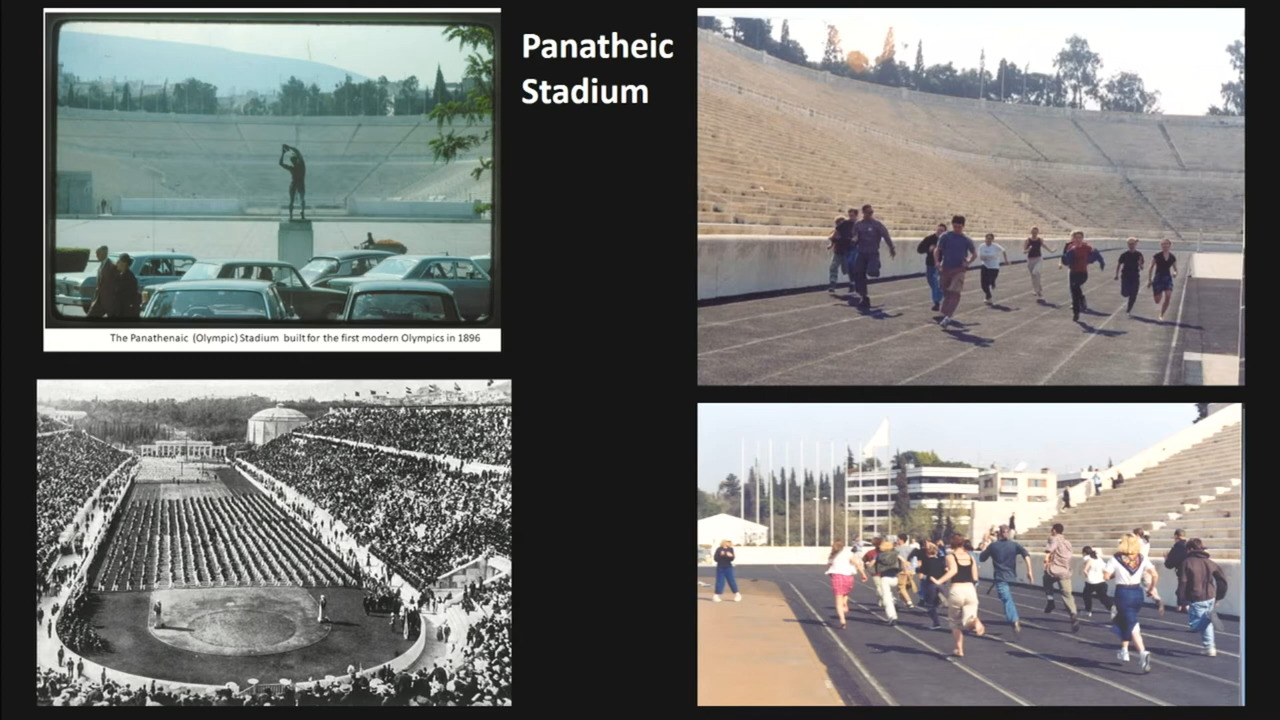 Panatheic
Stadium
The Panathenaic (Olympic) Stadium built for the first modern Olympics in 1896